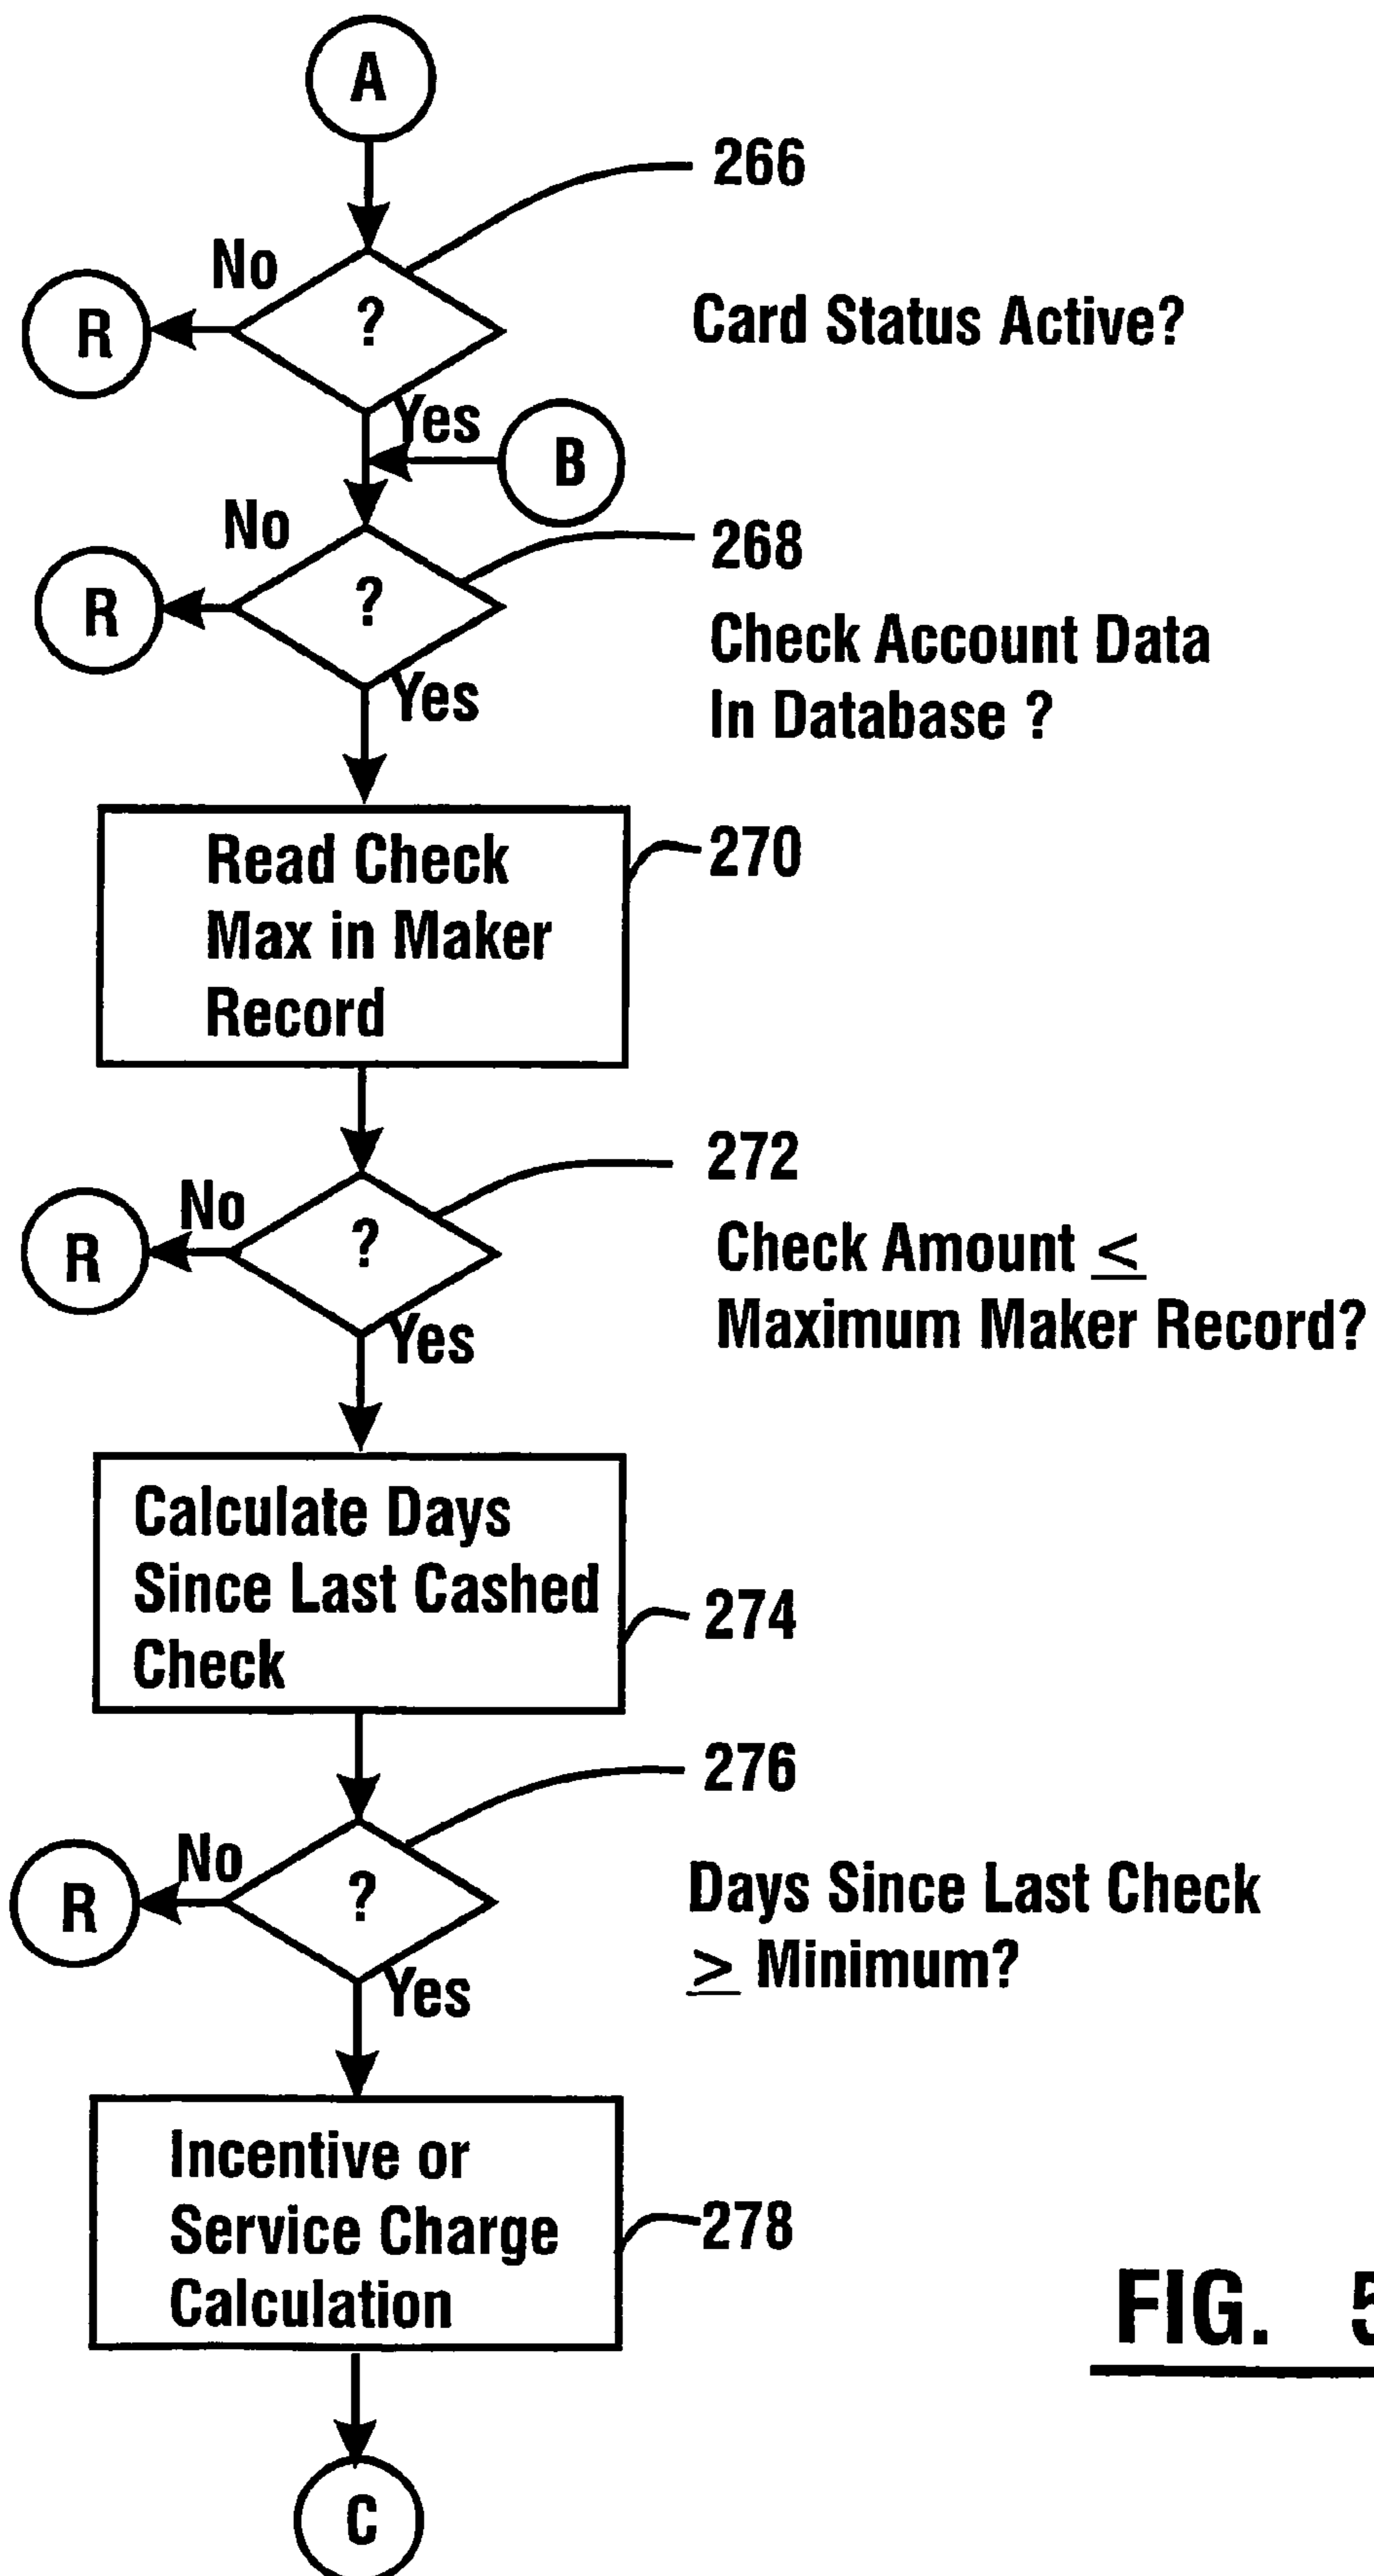 A
266
No
R
?
Card Status Active?
Yes
B
No
268
R
?
Check Account Data
In Database ?
Yes
Read Check
Max in Maker
Record
270
272
No
R
?
Check Amount ≤
Maximum Maker Record?
Yes
Calculate Days
Since Last Cashed
Check
274
276
No
R
?
Days Since Last Check
≥ Minimum?
Yes
Incentive or
Service Charge
Calculation
278
FIG. 5
C